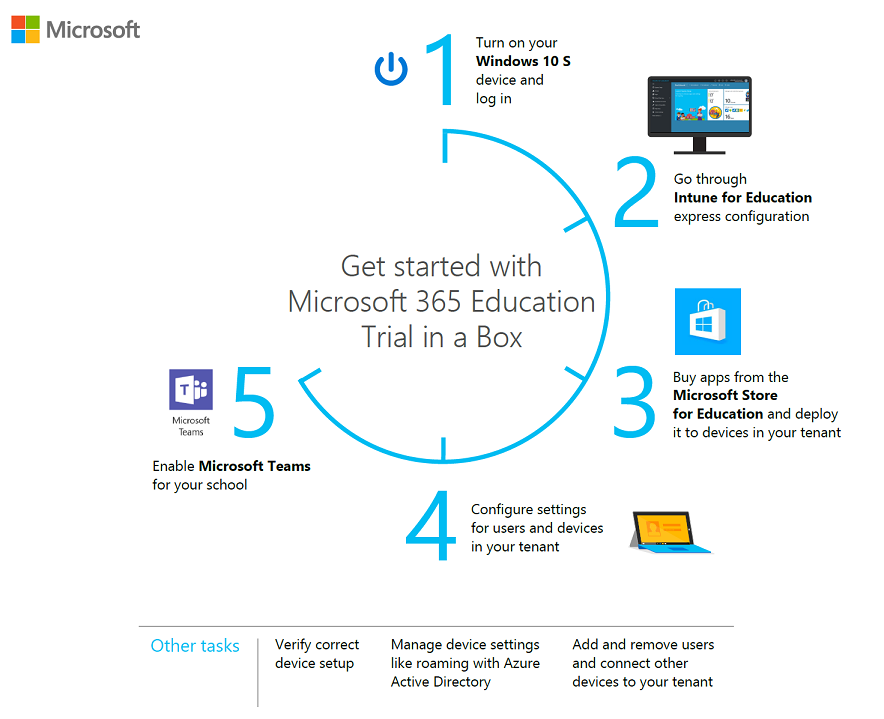 Microsoft
1
Turn on your
Windows 10 S
device and
log in
2
Go through
Intune for Education
express configuration
Get started with
Microsoft 365 Education
Trial in a Box
3
Buy apps from the
Microsoft Store
for Education and deploy
it to devices in your tenant
4
Configure settings
for users and devices
in your tenant
5
Microsoft
Teams
Enable Microsoft Teams
for your school
Other tasks
Verify correct
device setup
Manage device settings
like roaming with Azure
Active Directory
Add and remove users
and connect other
devices to your tenant